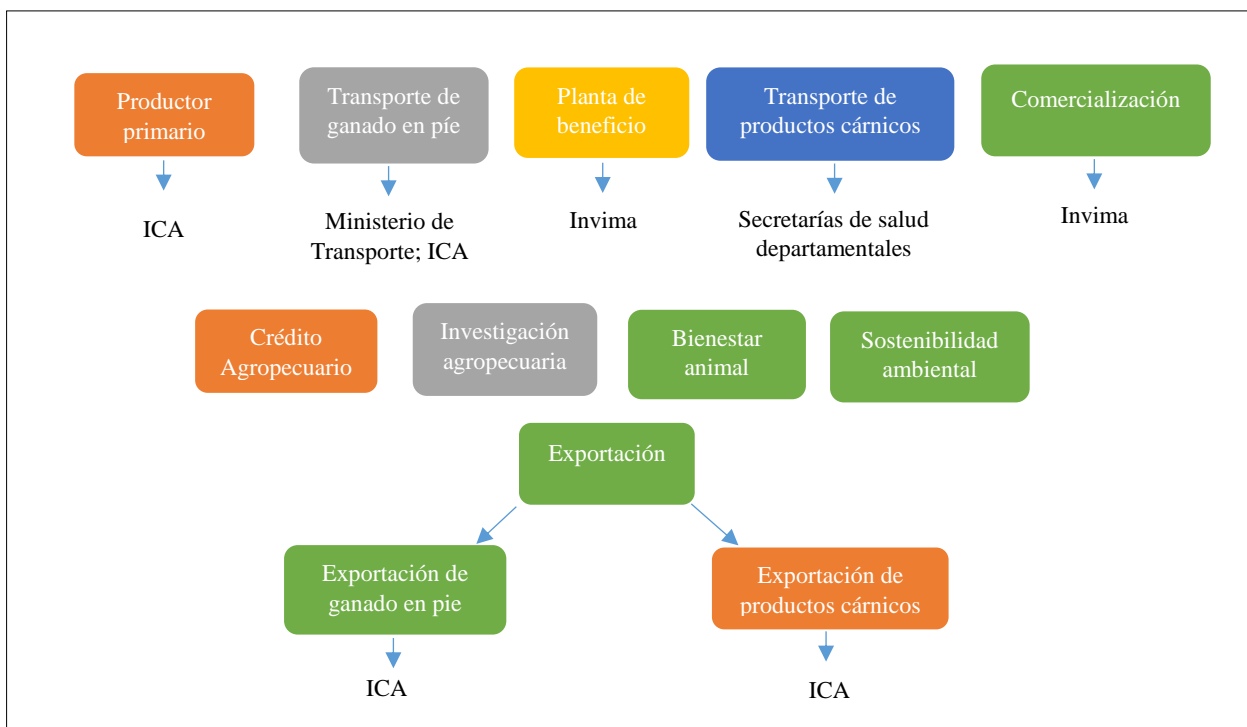 Productor
primario
Transporte de
ganado en píe
Planta de
beneficio
Transporte de
productos cárnicos
Comercialización
ICA
Ministerio de
Transporte; ICA
Invima
Secretarías de salud
departamentales
Invima
Crédito
Agropecuario
Investigación
agropecuaria
Bienestar
animal
Sostenibilidad
ambiental
Exportación
Exportación de
ganado en pie
Exportación de
productos cárnicos
ICA
ICA